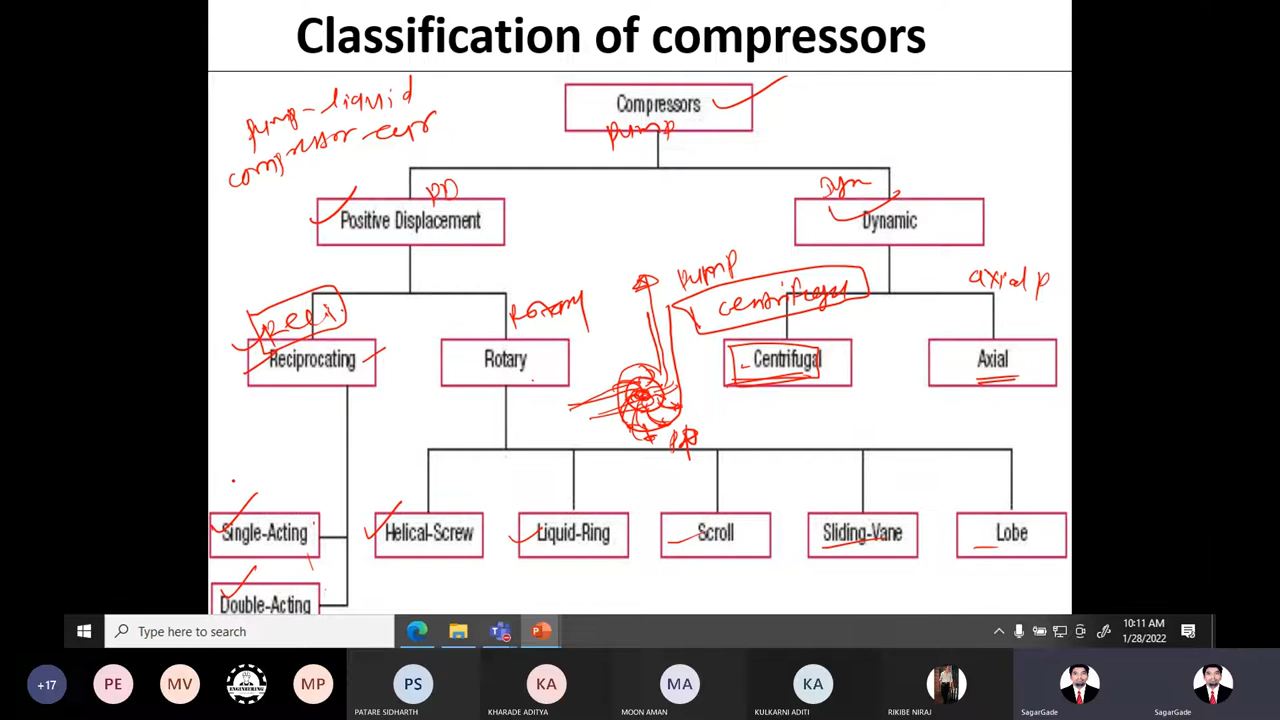 Classification of compressors
pump-liquid
compressor-
Compressors
pump
PD
Positive Displacement
Dyn
Dynamic
Reci.
Rotary
pump
centrifugal
axial p
Reciprocating
Rotary
Centrifugal
Axial
Single-Acting
Helical-Screw
Liquid-Ring
Scroll
Sliding-Vane
Lobe
Double-Acting
Type here to search
10:11 AM
1/28/2022
+17
PE
MV
ENGINEERING
MP
PS
KA
MA
KA
PATARE SIDHARTH
KHARADE ADITYA
MOON AMAN
KULKARNI ADITI
RIKIBE NIRAJ
SagarGade
SagarGade